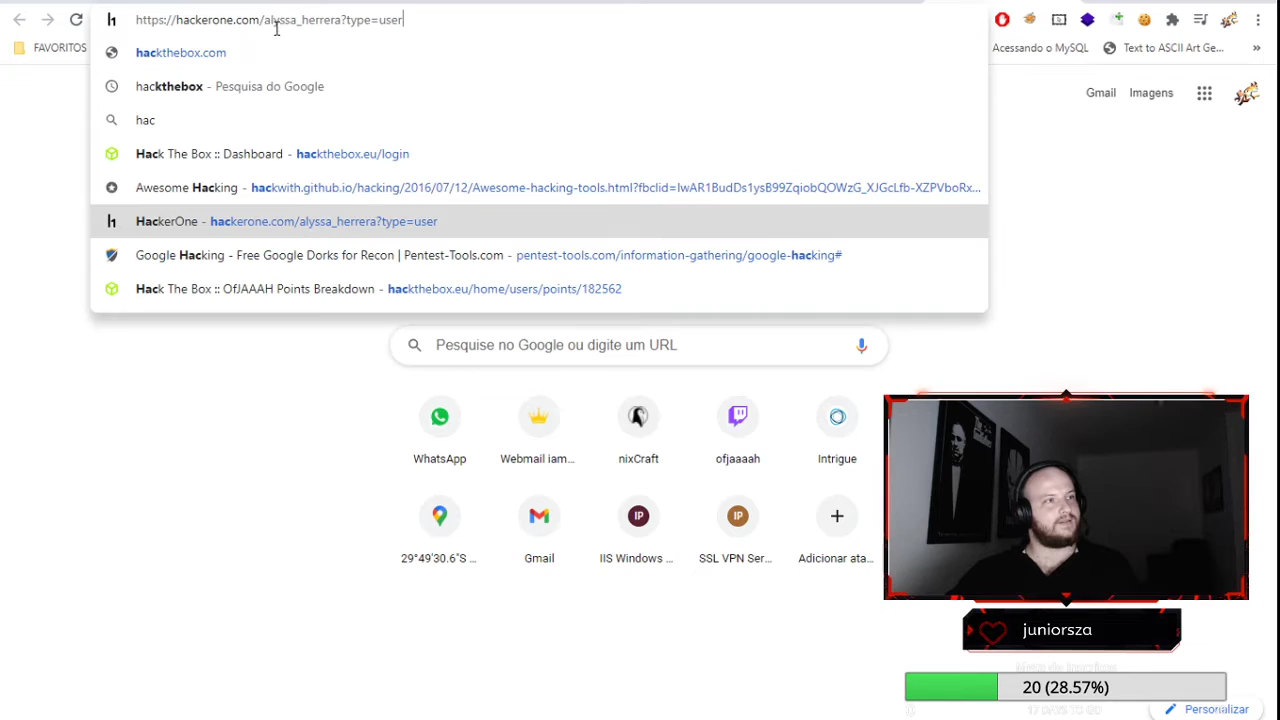 https://hackerone.com/alyssa_herrera?type=user
FAVORITOS
Acessando o MySQL
Text to ASCII Art Ge...
»
hackthebox.com
hackthebox - Pesquisa do Google
hac
Hack The Box :: Dashboard - hackthebox.eu/login
Awesome Hacking - hackwith.github.io/hacking/2016/07/12/Awesome-hacking-tools.html?fbclid=IwAR1BudDs1ysB99ZqiobQOWzG_XJGcLfb-XZPVboRx...
HackerOne - hackerone.com/alyssa_herrera?type=user
Google Hacking - Free Google Dorks for Recon | Pentest-Tools.com - pentest-tools.com/information-gathering/google-hacking#
Hack The Box :: OfJAAAH Points Breakdown - hackthebox.eu/home/users/points/182562
Gmail
Imagens
Pesquise no Google ou digite um URL
WhatsApp
Webmail iam...
nixCraft
ofjaaaah
Intrigue
29°49'30.6"S ...
Gmail
IP
IIS Windows ...
IP
SSL VPN Ser...
Adicionar ata...
juniorsza
20 (28.57%)
Personalizar